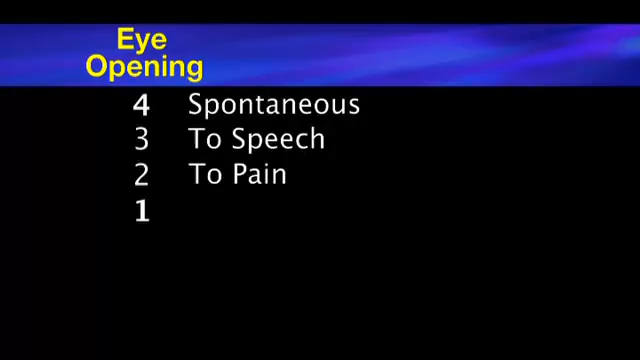 Eye
Opening
4 Spontaneous
3 To Speech
2 To Pain
1